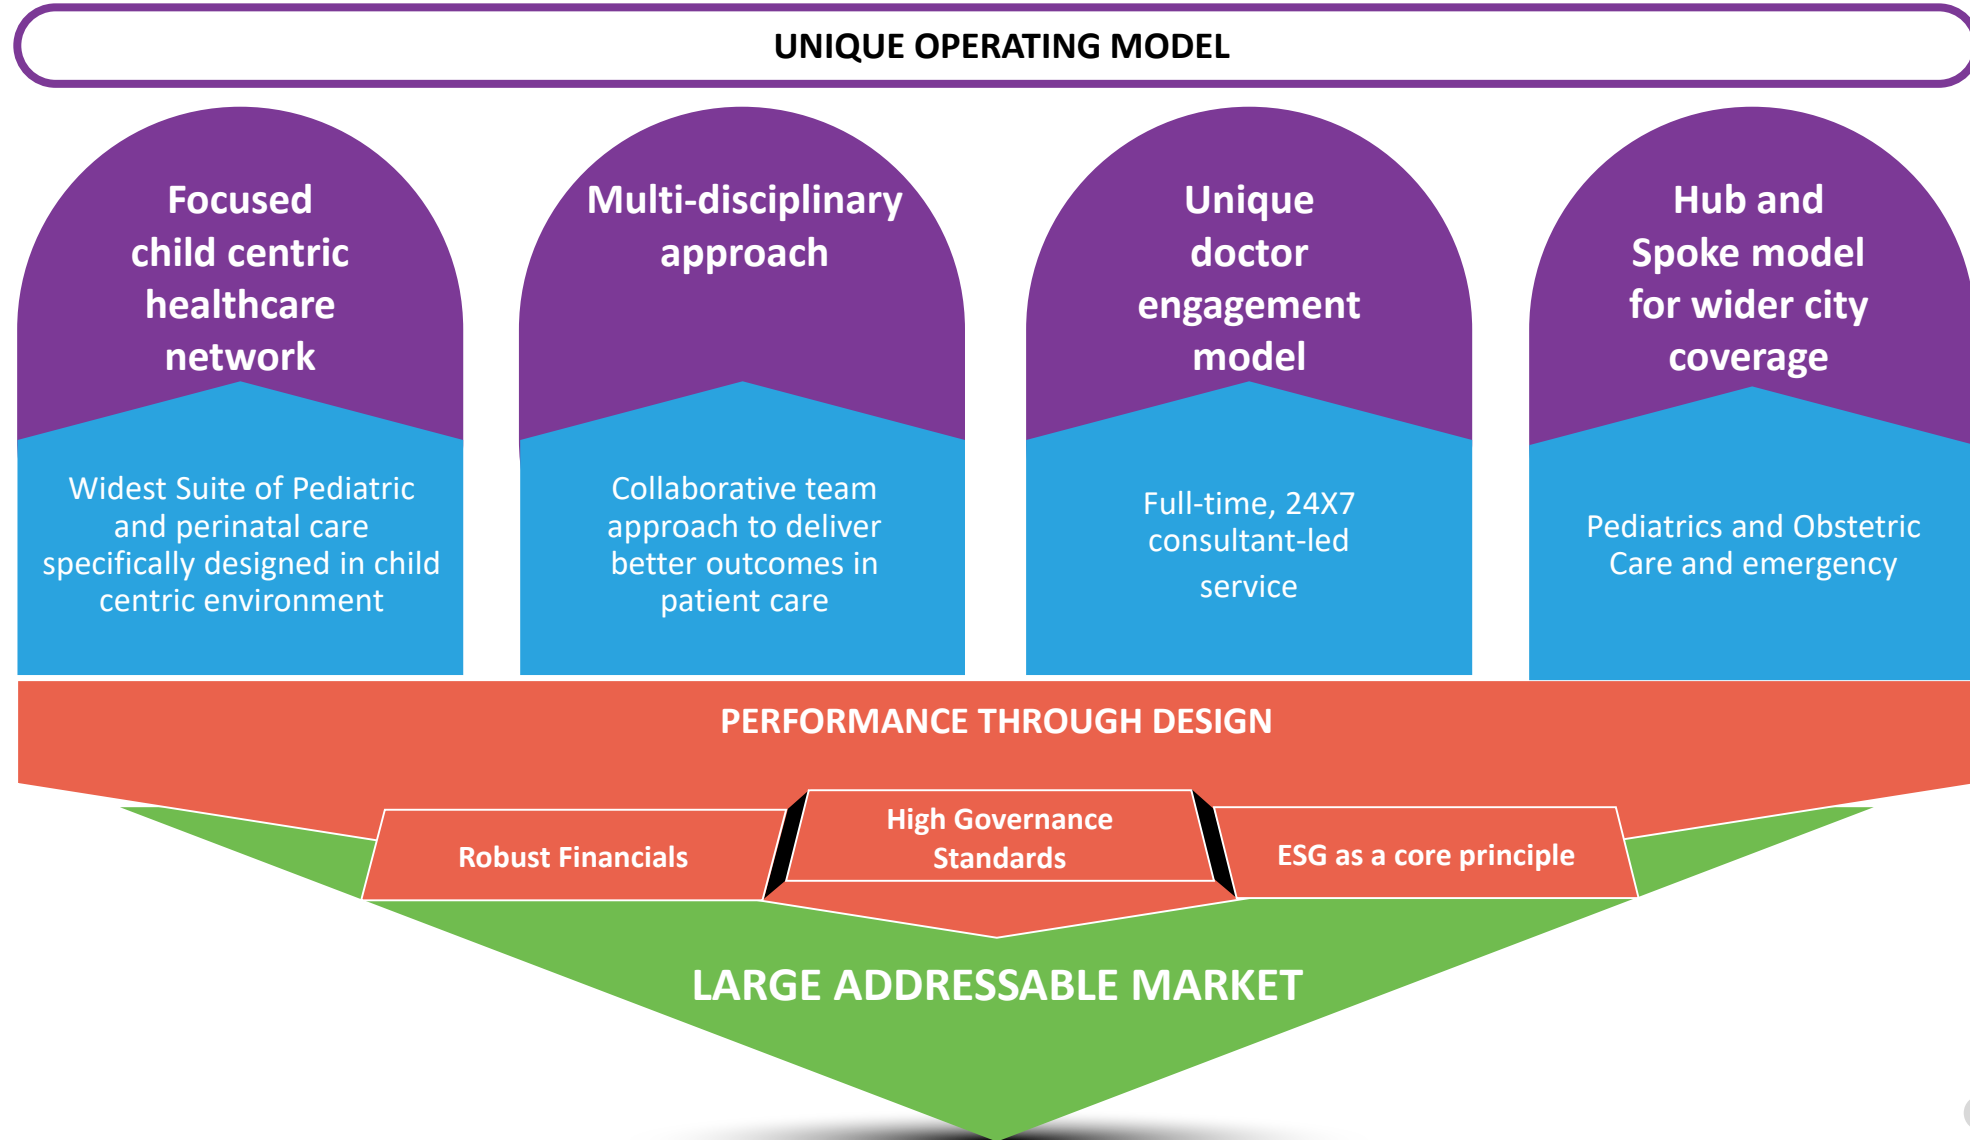 UNIQUE OPERATING MODEL
Focused
child centric
healthcare
network
Widest Suite of Pediatric
and perinatal care
specifically designed in child
centric environment
Multi-disciplinary
approach
Collaborative team
approach to deliver
better outcomes in
patient care
Unique
doctor
engagement
model
Full-time, 24X7
consultant-led
service
Hub and
Spoke model
for wider city
coverage
Pediatrics and Obstetric
Care and emergency
PERFORMANCE THROUGH DESIGN
Robust Financials
High Governance
Standards
ESG as a core principle
LARGE ADDRESSABLE MARKET